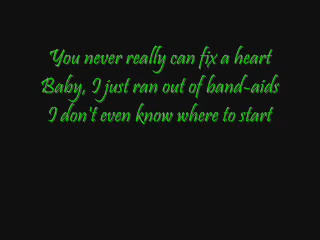 You never really can fix a heart
Baby, I just ran out of band-aids
I don't even know where to start